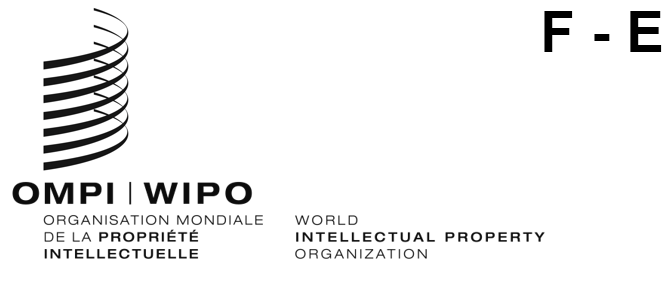 F - E
OMPI | WIPO
ORGANISATION MONDIALE
DE LA PROPRIÉTÉ
INTELLECTUELLE
WORLD
INTELLECTUAL PROPERTY
ORGANIZATION